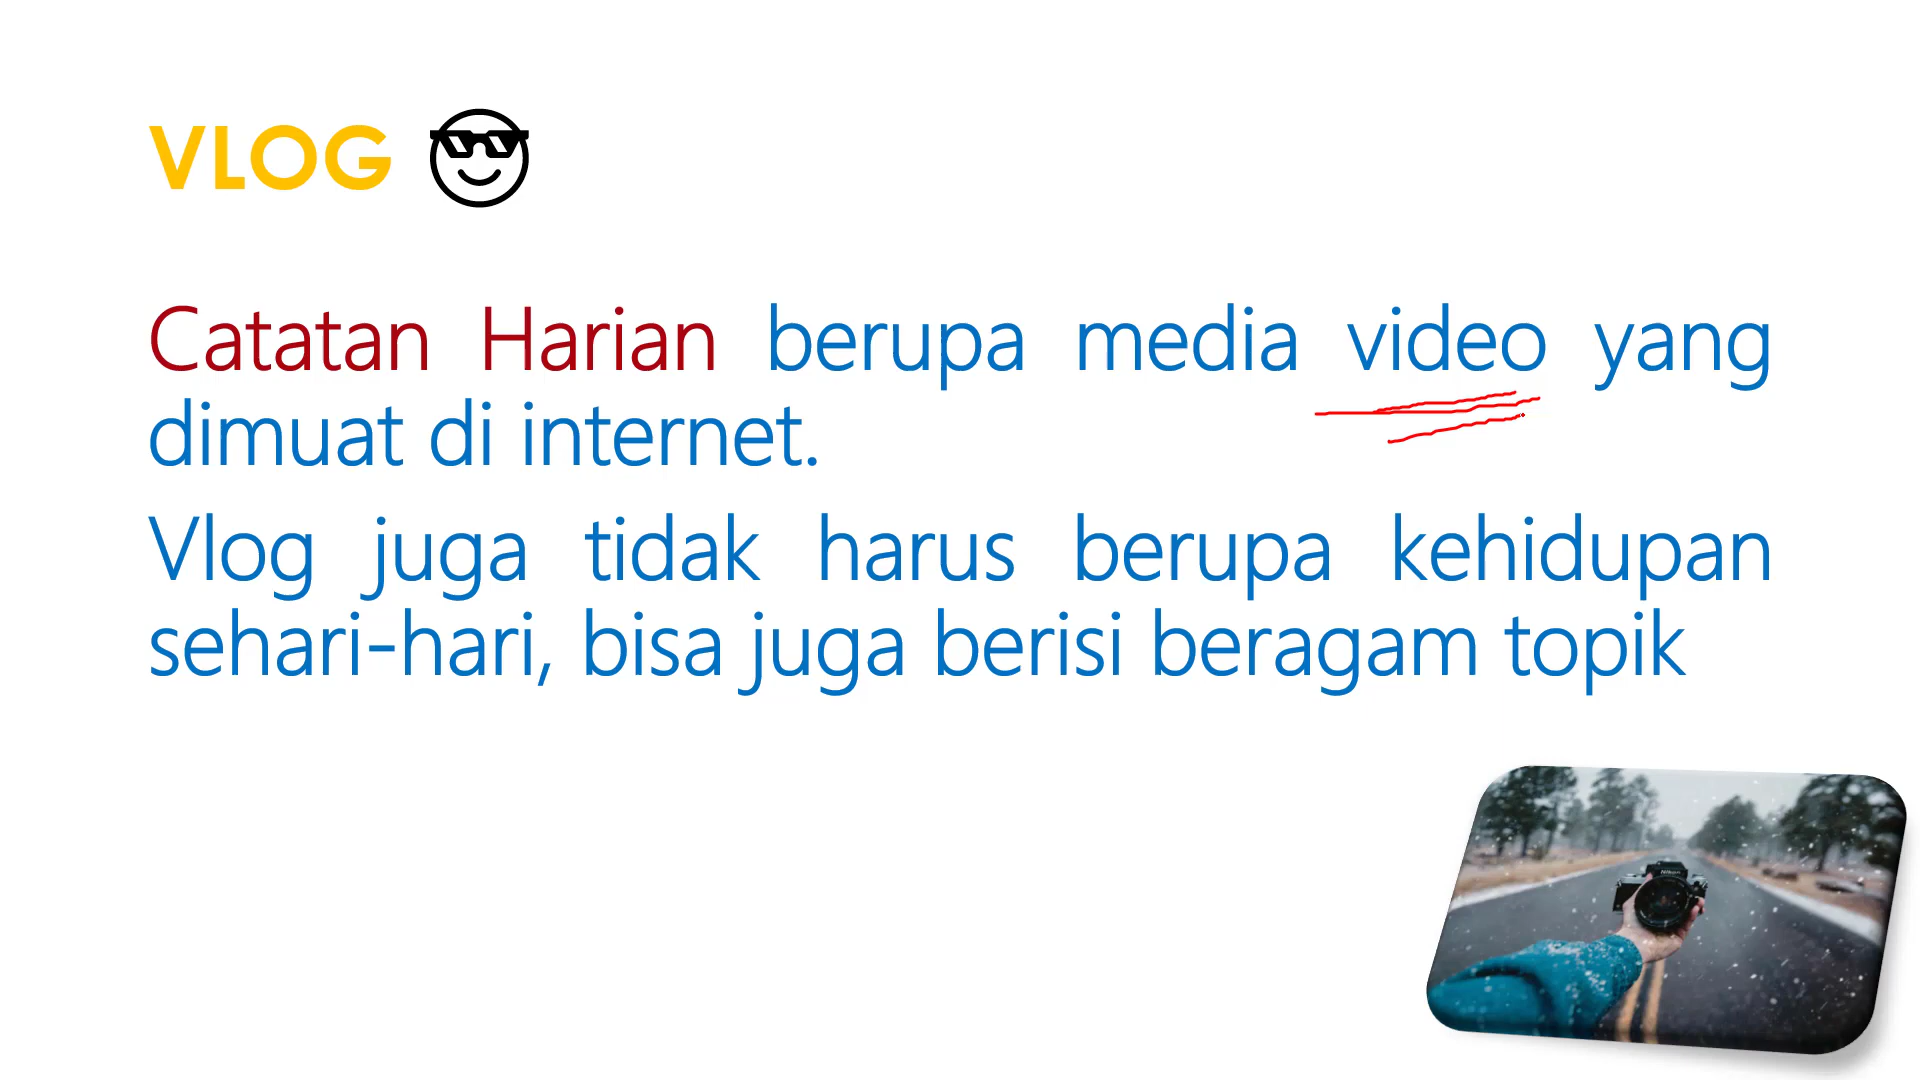 VLOG
Catatan Harian berupa media video yang
dimuat di internet.
Vlog juga tidak harus berupa kehidupan
sehari-hari, bisa juga berisi beragam topik
Nikon